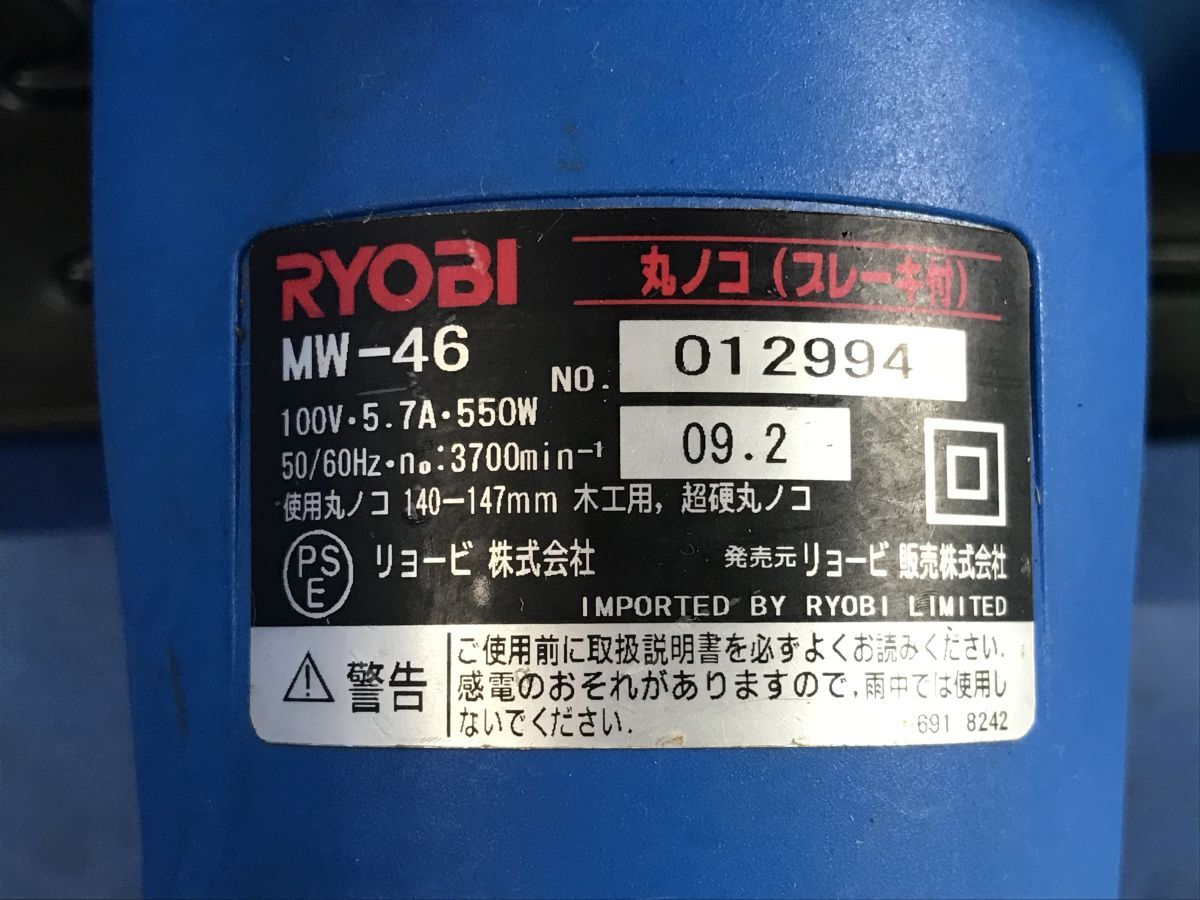 RYOBI
丸ノコ(ブレーキ付)
MW-46
NO. 012994
100V・5.7A・550W
09.2
50/60Hz・n₀:3700min⁻¹
使用丸ノコ 140-147mm 木工用, 超硬丸ノコ
PS
E
リョービ 株式会社
発売元 リョービ 販売株式会社
IMPORTED BY RYOBI LIMITED
警告
ご使用前に取扱説明書を必ずよくお読みください.
感電のおそれがありますので, 雨中では使用し
ないでください.
691 8242